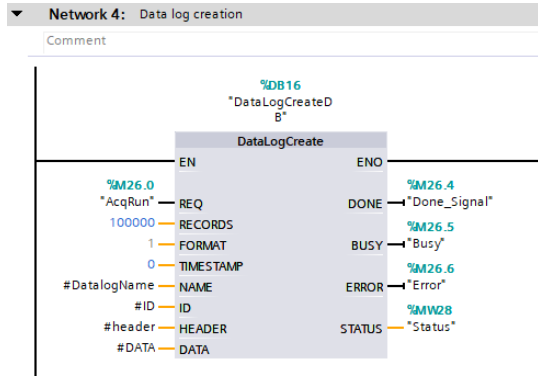 Network 4: Data log creation
Comment
%DB16
"DataLogCreateD
B"
DataLogCreate
EN ENO
%M26.0 %M26.4
"AcqRun" REQ DONE "Done_Signal"
100000 RECORDS %M26.5
1 FORMAT BUSY "Busy"
0 TIMESTAMP %M26.6
#DatalogName NAME ERROR "Error"
#ID ID %MW28
#header HEADER STATUS "Status"
#DATA DATA